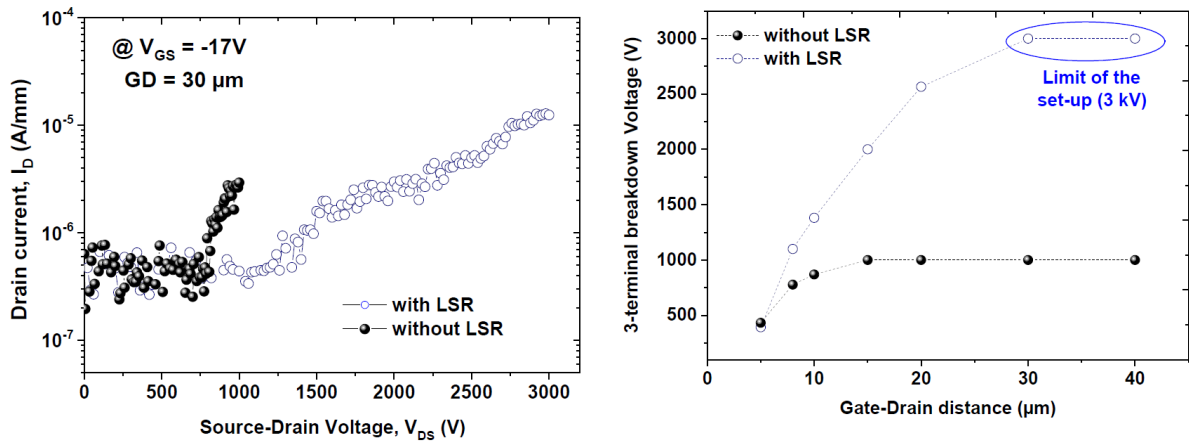 @ V_GS = -17V
GD = 30 µm
with LSR
without LSR
10^-4
10^-5
10^-6
10^-7
Drain current, I_D (A/mm)
0 500 1000 1500 2000 2500 3000
Source-Drain Voltage, V_DS (V)
without LSR
with LSR
Limit of the
set-up (3 kV)
3000
2500
2000
1500
1000
500
3-terminal breakdown Voltage (V)
0 10 20 30 40
Gate-Drain distance (µm)